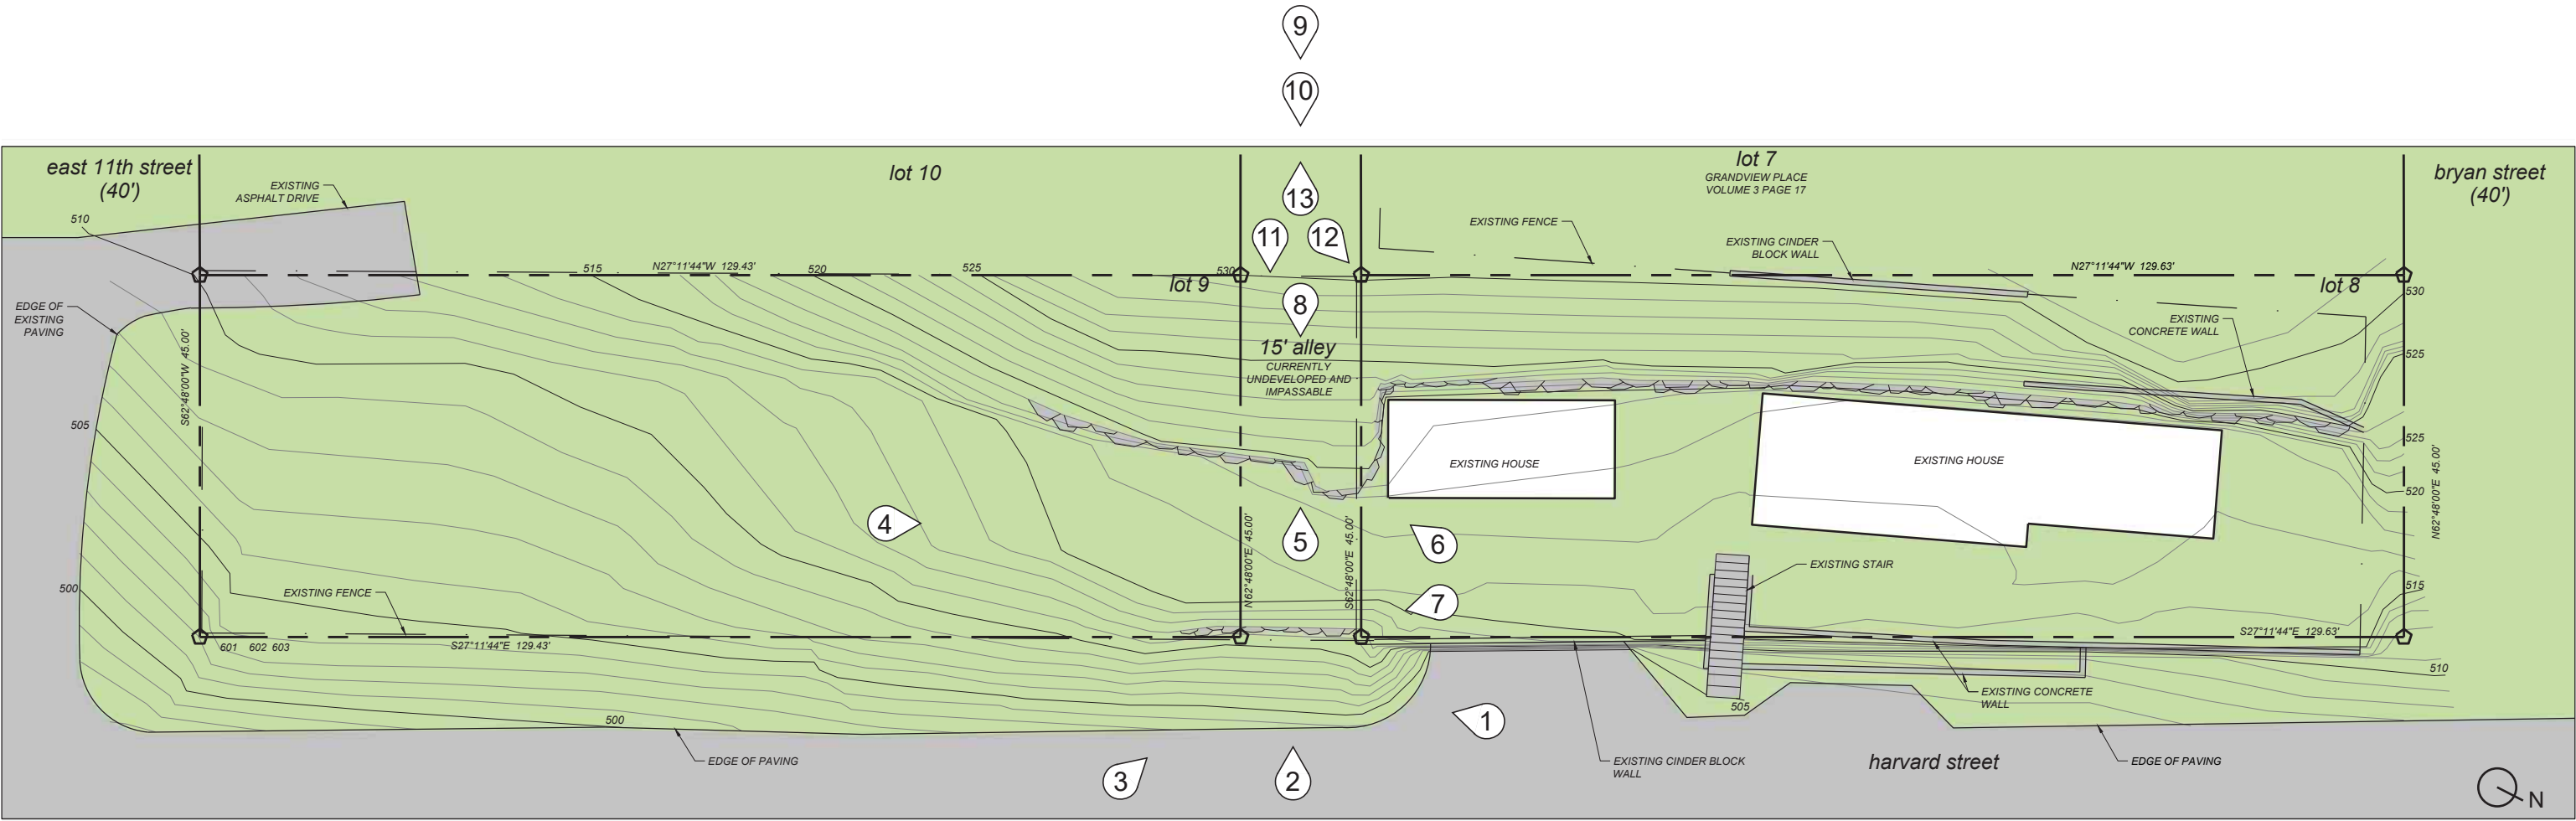 9
10
east 11th street
(40')
lot 10
lot 7
GRANDVIEW PLACE
VOLUME 3 PAGE 17
bryan street
(40')
EXISTING
ASPHALT DRIVE
13
11
12
EXISTING FENCE
EXISTING CINDER
BLOCK WALL
510
515
N27°11'44"W 129.43'
520
525
530
N27°11'44"W 129.63'
lot 9
lot 8
530
8
EDGE OF
EXISTING
PAVING
EXISTING
CONCRETE WALL
15' alley
CURRENTLY
UNDEVELOPED AND
IMPASSABLE
525
S62°48'00"W 45.00'
505
525
EXISTING HOUSE
EXISTING HOUSE
520
N62°48'00"E 45.00'
4
5
6
N62°48'00"E 45.00'
S62°48'00"E 45.00'
EXISTING STAIR
500
EXISTING FENCE
7
515
601 602 603
S27°11'44"E 129.43'
S27°11'44"E 129.63'
510
500
1
505
EXISTING CONCRETE
WALL
EDGE OF PAVING
3
2
EXISTING CINDER BLOCK
WALL
harvard street
EDGE OF PAVING
N